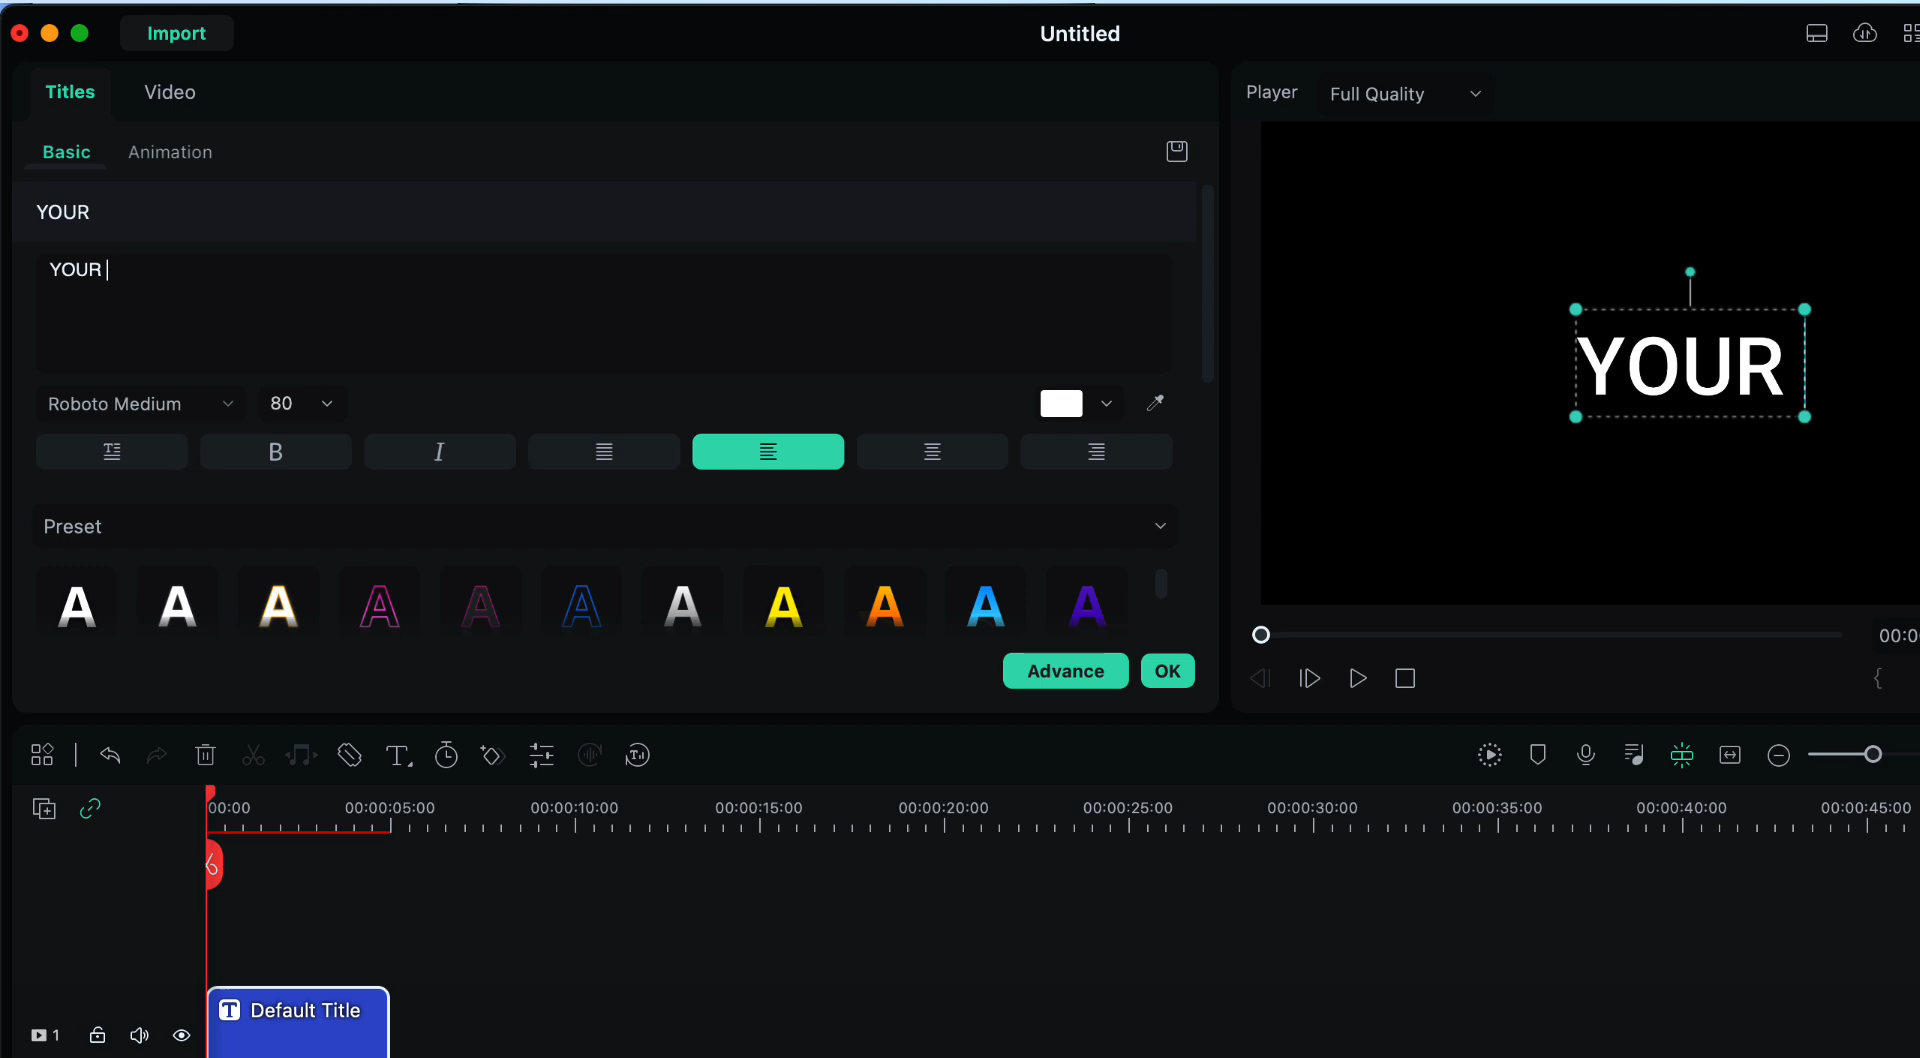 Import
Untitled
Titles Video
Player Full Quality
Basic Animation
YOUR
YOUR
YOUR
Roboto Medium 80
B I
Preset
A A A A A A A A A A A
00:0
Advance OK
00:00 00:00:05:00 00:00:10:00 00:00:15:00 00:00:20:00 00:00:25:00 00:00:30:00 00:00:35:00 00:00:40:00 00:00:45:00
T Default Title
1